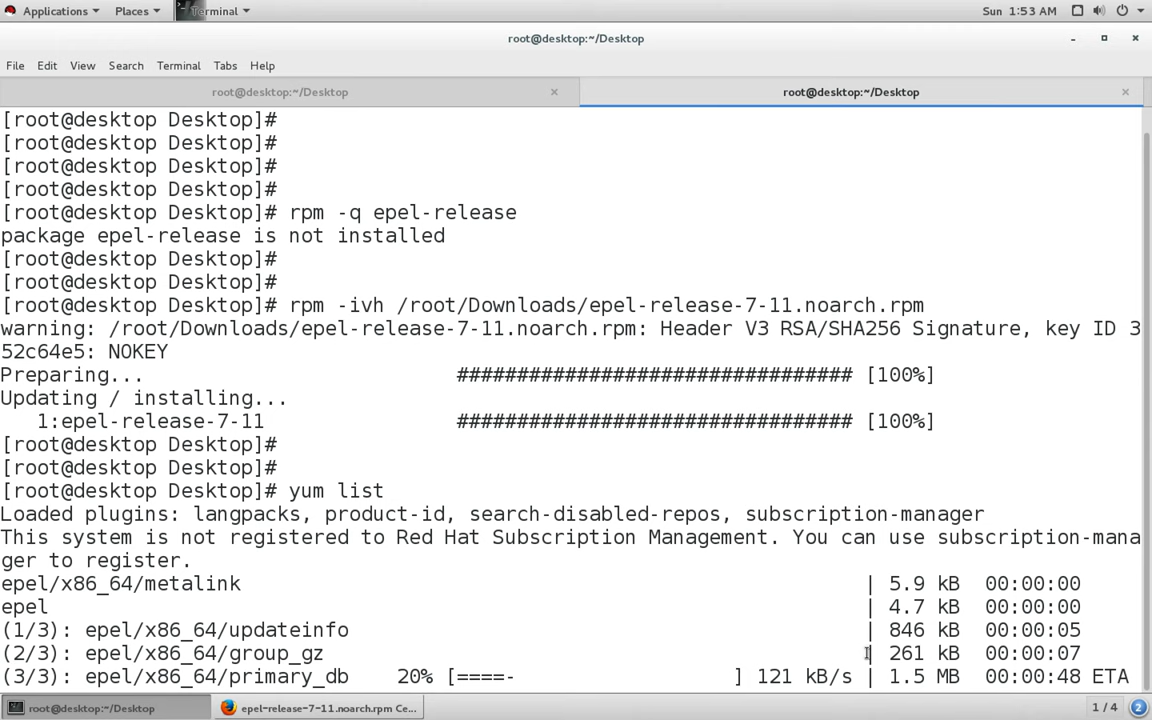 Applications Places Terminal Sun 1:53 AM
root@desktop:~/Desktop
File Edit View Search Terminal Tabs Help
root@desktop:~/Desktop × root@desktop:~/Desktop ×
[root@desktop Desktop]#
[root@desktop Desktop]#
[root@desktop Desktop]#
[root@desktop Desktop]#
[root@desktop Desktop]# rpm -q epel-release
package epel-release is not installed
[root@desktop Desktop]#
[root@desktop Desktop]#
[root@desktop Desktop]# rpm -ivh /root/Downloads/epel-release-7-11.noarch.rpm
warning: /root/Downloads/epel-release-7-11.noarch.rpm: Header V3 RSA/SHA256 Signature, key ID 3
52c64e5: NOKEY
Preparing... ################################# [100%]
Updating / installing...
1:epel-release-7-11 ################################# [100%]
[root@desktop Desktop]#
[root@desktop Desktop]#
[root@desktop Desktop]# yum list
Loaded plugins: langpacks, product-id, search-disabled-repos, subscription-manager
This system is not registered to Red Hat Subscription Management. You can use subscription-mana
ger to register.
epel/x86_64/metalink | 5.9 kB 00:00:00
epel | 4.7 kB 00:00:00
(1/3): epel/x86_64/updateinfo | 846 kB 00:00:05
(2/3): epel/x86_64/group_gz | 261 kB 00:00:07
(3/3): epel/x86_64/primary_db 20% [====- ] 121 kB/s | 1.5 MB 00:00:48 ETA
root@desktop:~/Desktop epel-release-7-11.noarch.rpm Ce... 1 / 4 2